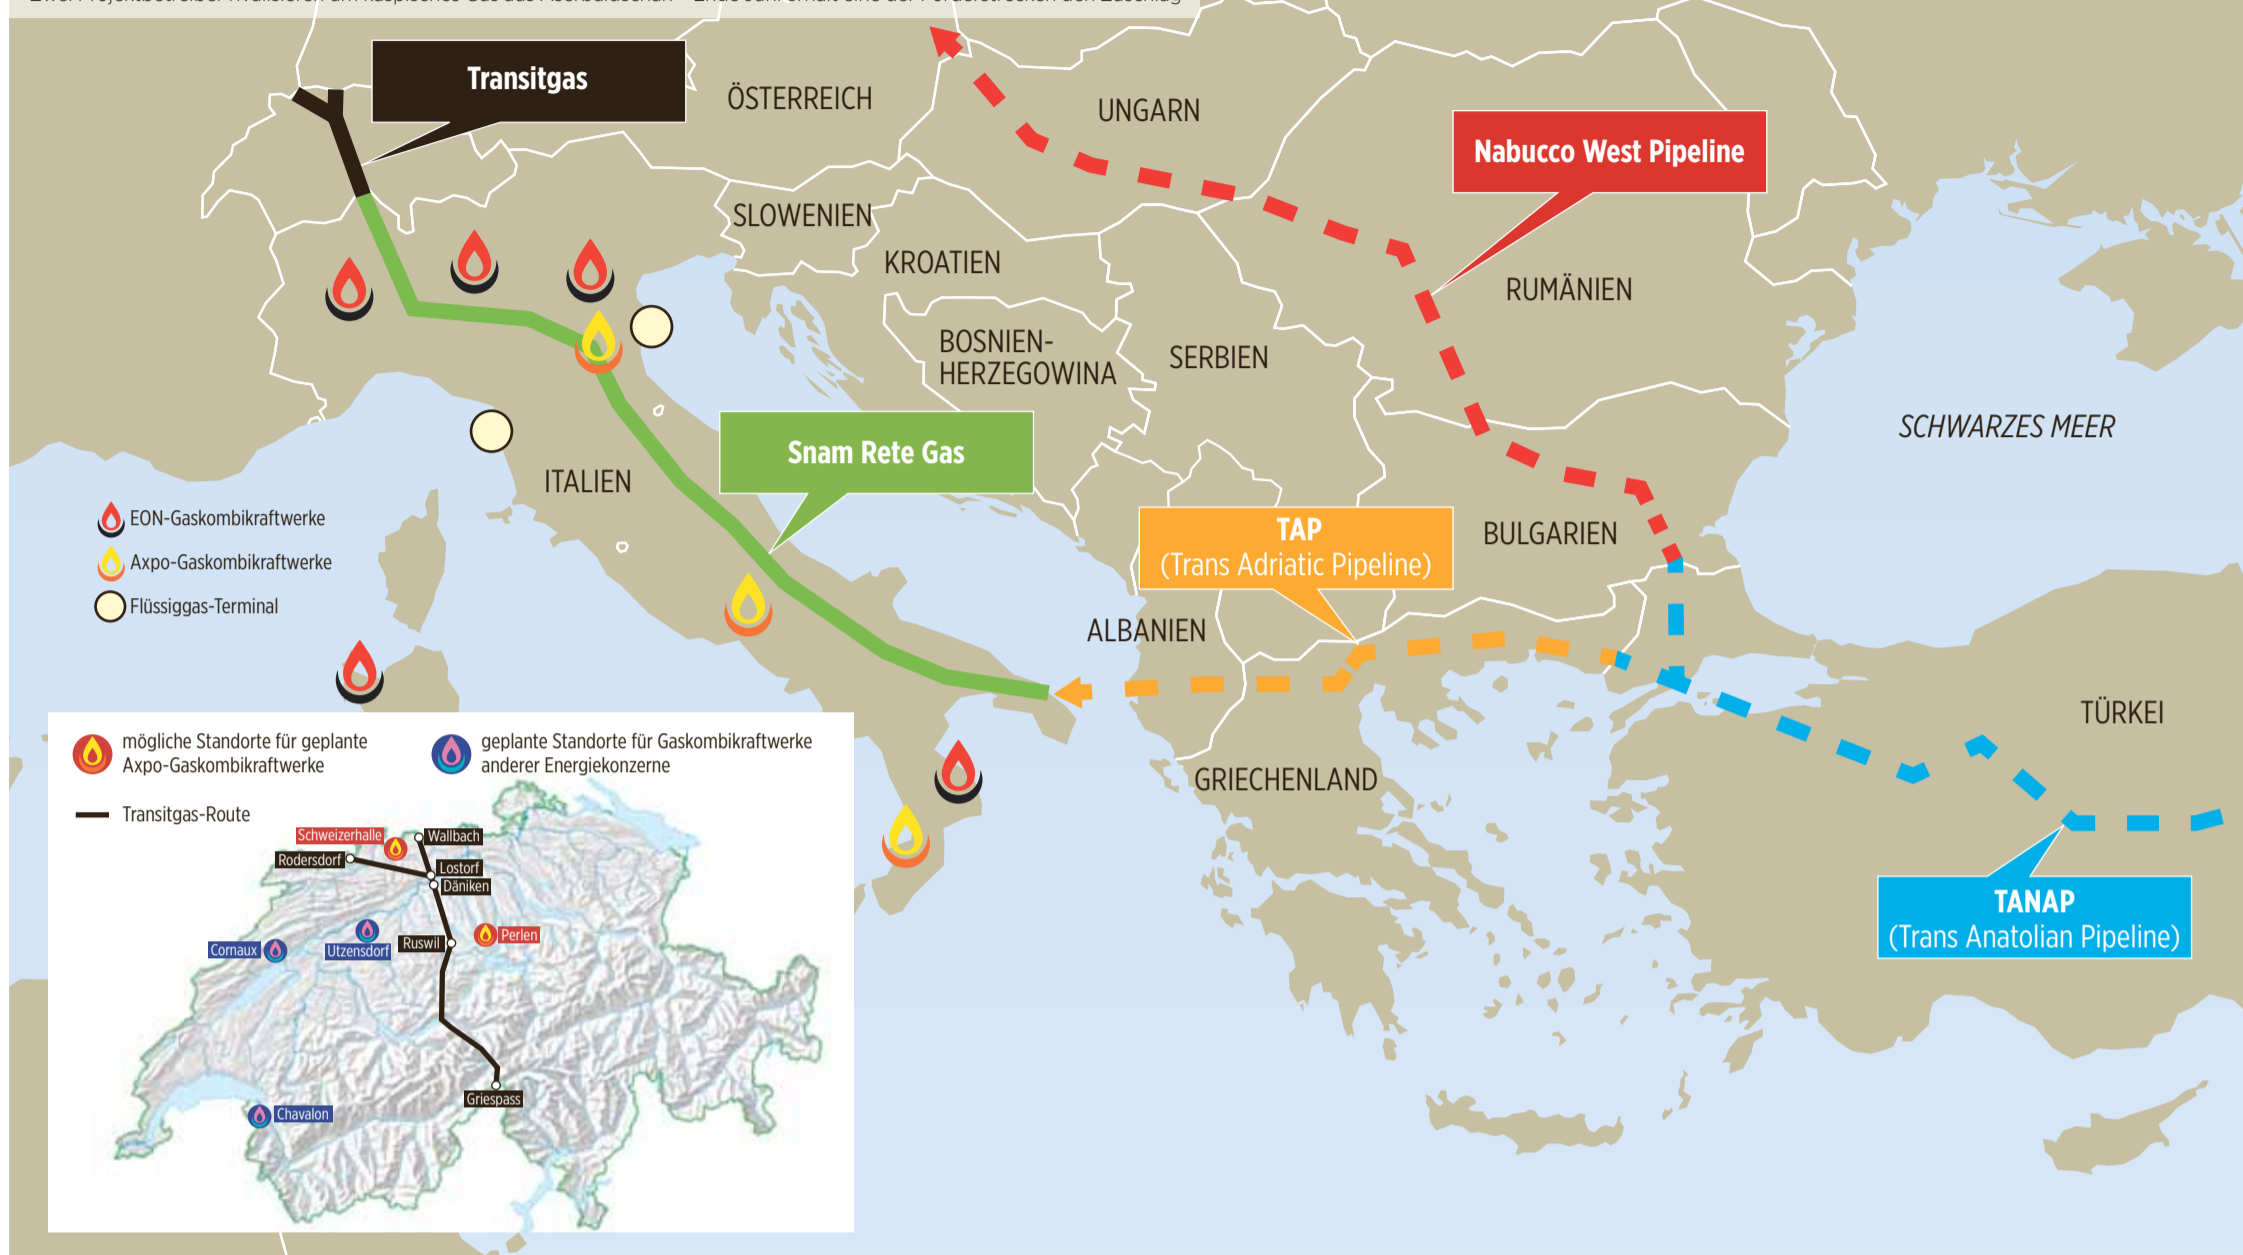 Transitgas
ÖSTERREICH
UNGARN
Nabucco West Pipeline
SLOWENIEN
KROATIEN
RUMÄNIEN
BOSNIEN-
HERZEGOWINA
SERBIEN
SCHWARZES MEER
Snam Rete Gas
ITALIEN
EON-Gaskombikraftwerke
Axpo-Gaskombikraftwerke
Flüssiggas-Terminal
TAP
(Trans Adriatic Pipeline)
BULGARIEN
ALBANIEN
TÜRKEI
GRIECHENLAND
TANAP
(Trans Anatolian Pipeline)
mögliche Standorte für geplante
Axpo-Gaskombikraftwerke
geplante Standorte für Gaskombikraftwerke
anderer Energiekonzerne
Transitgas-Route
Schweizerhalle
Wallbach
Rodersdorf
Lostorf
Däniken
Cornaux
Utzensdorf
Ruswil
Perlen
Griespass
Chavalon